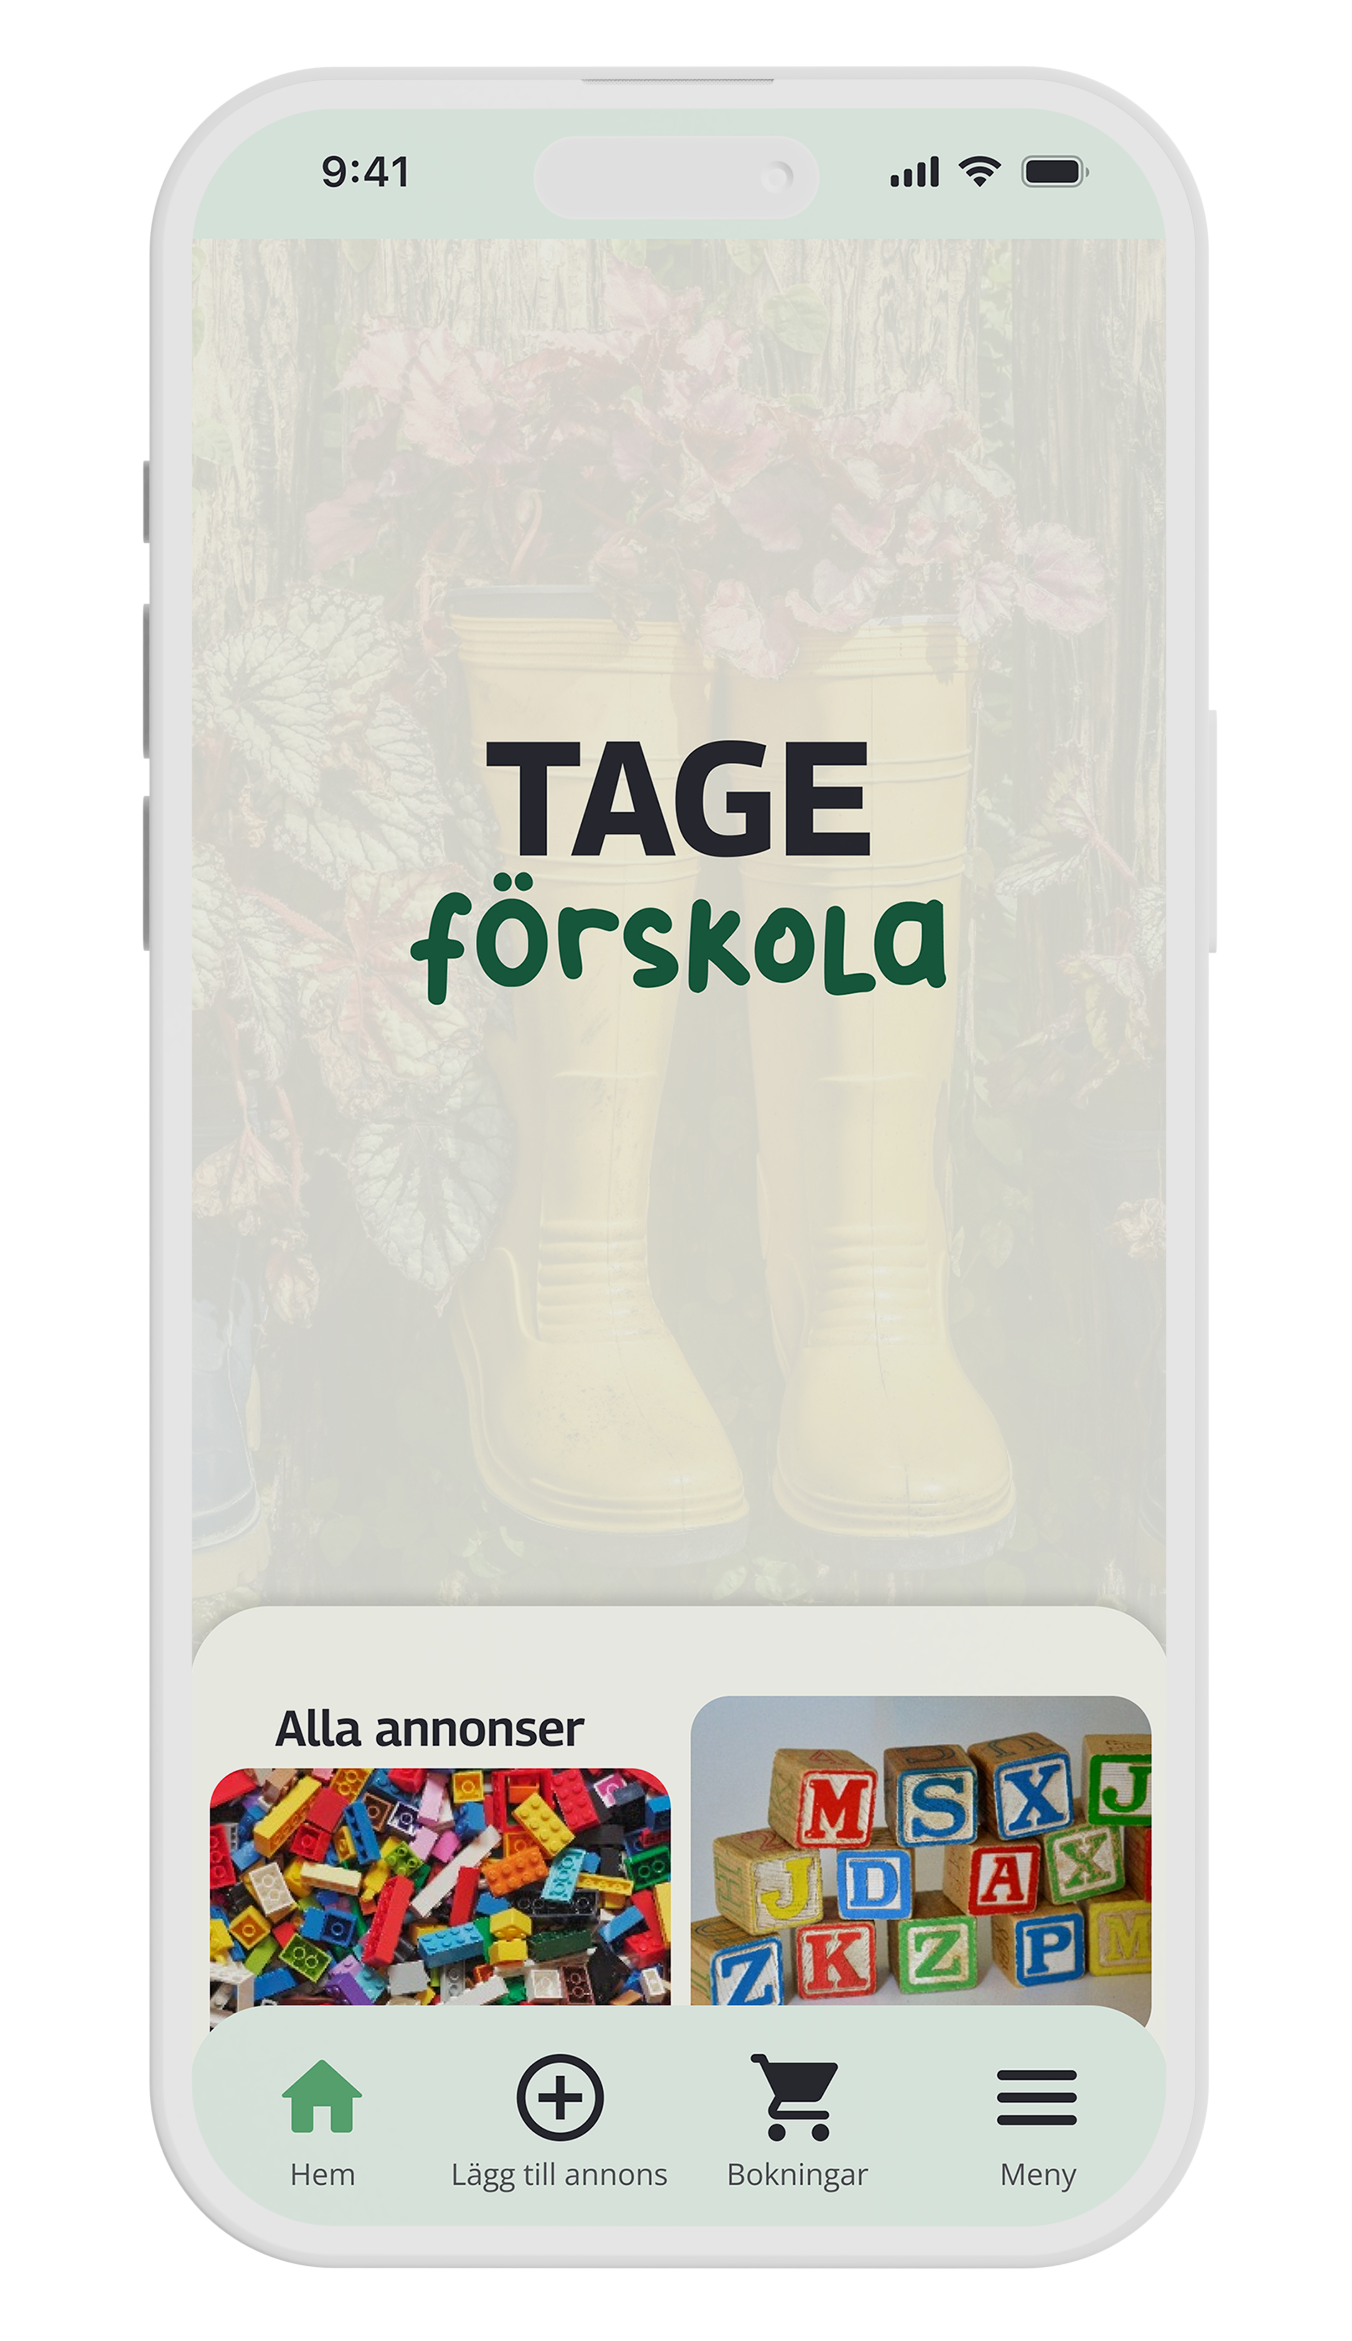 9:41
TAGE
förskola
Alla annonser
M S X J
J D A X
Z K Z P M
Hem
Lägg till annons
Bokningar
Meny